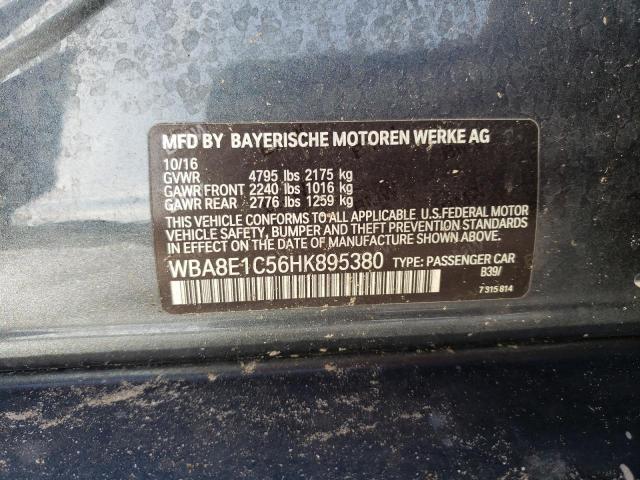 MFD BY BAYERISCHE MOTOREN WERKE AG
10/16
GVWR 4795 lbs 2175 kg
GAWR FRONT 2240 lbs 1016 kg
GAWR REAR 2776 lbs 1259 kg
THIS VEHICLE CONFORMS TO ALL APPLICABLE U.S.FEDERAL MOTOR
VEHICLE SAFETY, BUMPER AND THEFT PREVENTION STANDARDS
IN EFFECT ON THE DATE OF MANUFACTURE SHOWN ABOVE.
WBA8E1C56HK895380 TYPE: PASSENGER CAR
B39/
7 315 814